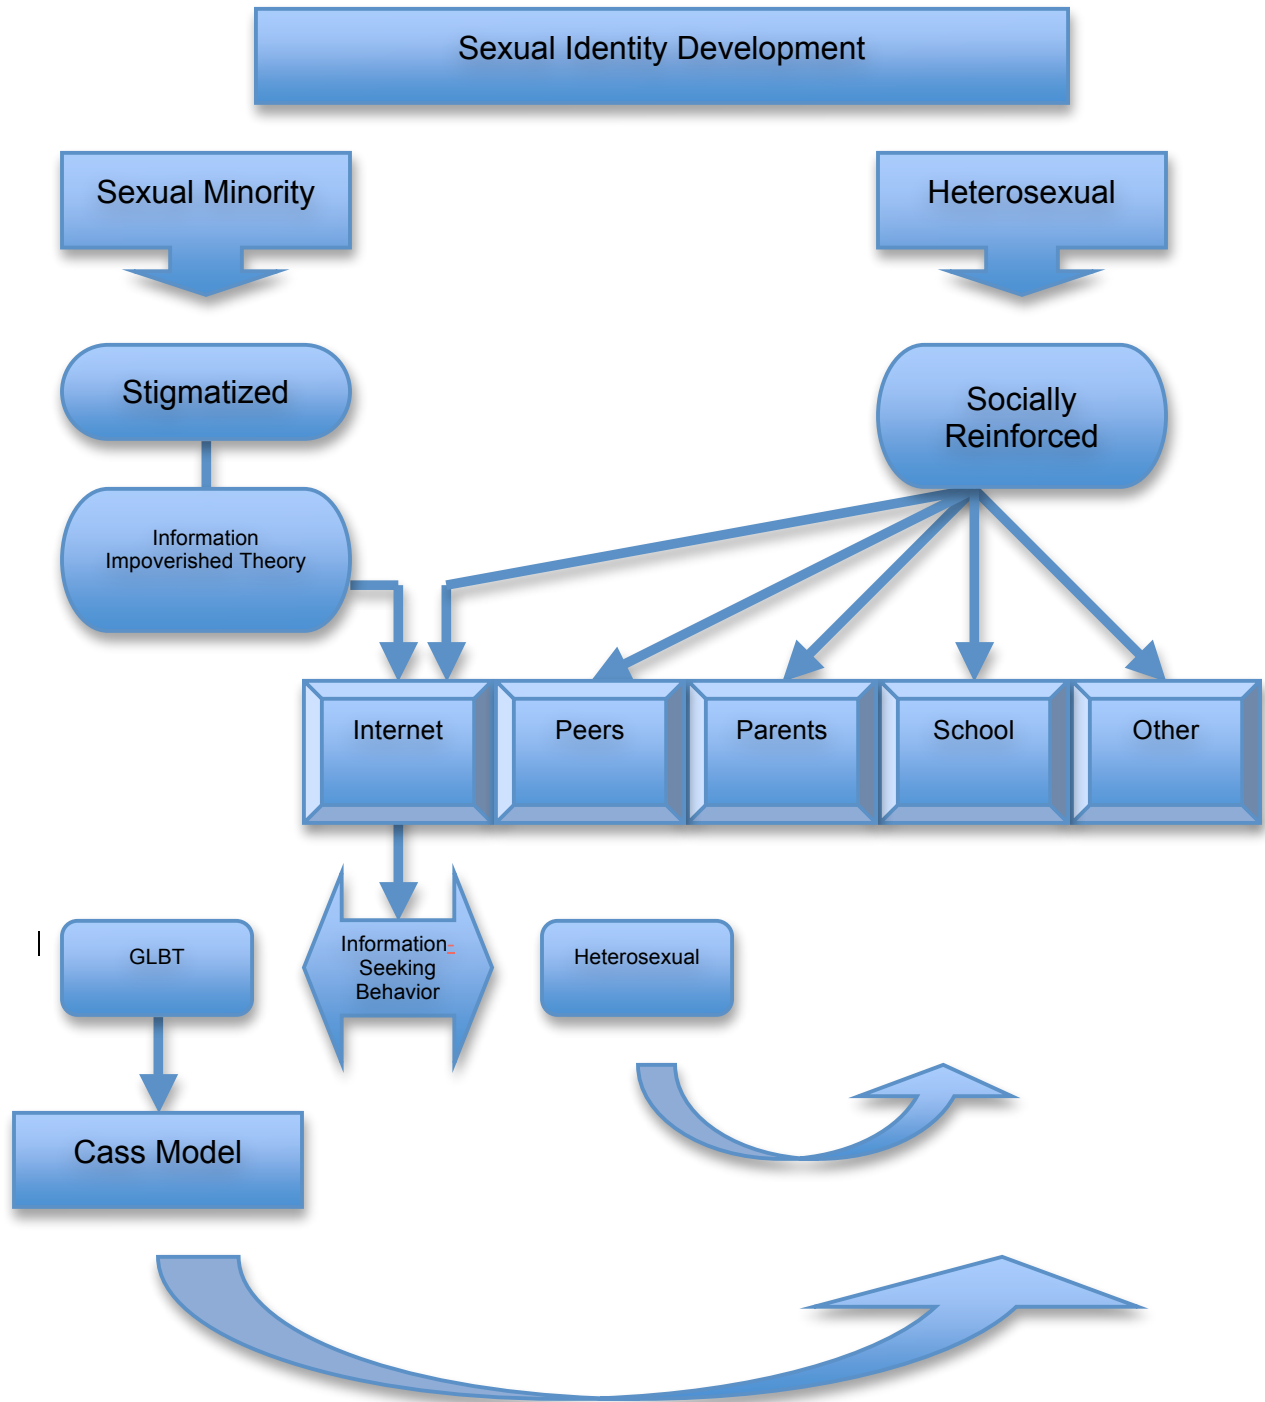 Sexual Identity Development
Sexual Minority
Heterosexual
Stigmatized
Socially
Reinforced
Information
Impoverished Theory
Internet
Peers
Parents
School
Other
GLBT
Information-
Seeking
Behavior
Heterosexual
Cass Model